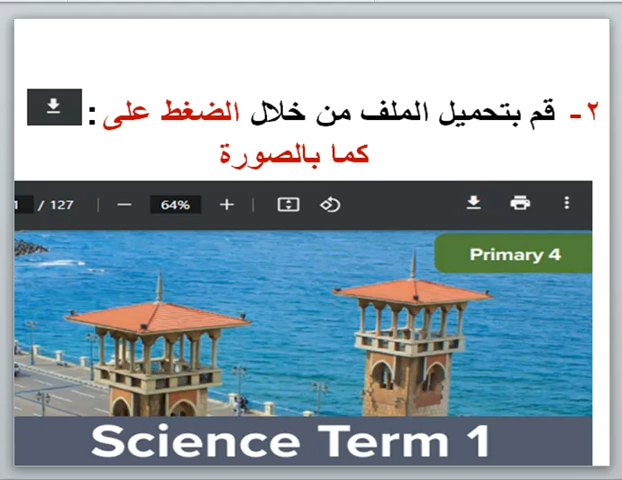 ٢- قم بتحميل الملف من خلال الضغط على :
كما بالصورة
1 / 127 — 64% +
Primary 4
Science Term 1